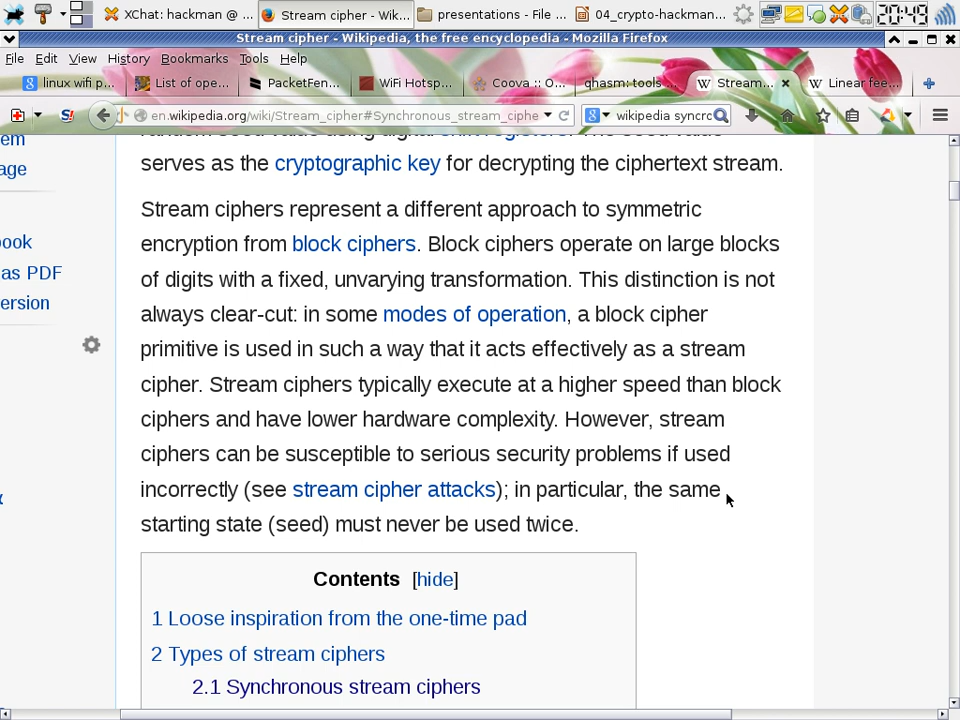 XChat: hackman @ ...
Stream cipher - Wik...
presentations - File ...
04_crypto-hackman...
20:49
Stream cipher - Wikipedia, the free encyclopedia - Mozilla Firefox
File Edit View History Bookmarks Tools Help
linux wifi p...
List of ope...
PacketFen...
WiFi Hotsp...
Coova :: O...
qhasm: tools...
Stream...
Linear fee...
en.wikipedia.org/wiki/Stream_cipher#Synchronous_stream_ciphe
wikipedia syncrc
serves as the cryptographic key for decrypting the ciphertext stream.
age
Stream ciphers represent a different approach to symmetric
encryption from block ciphers. Block ciphers operate on large blocks
ook
of digits with a fixed, unvarying transformation. This distinction is not
as PDF
ersion
always clear-cut: in some modes of operation, a block cipher
primitive is used in such a way that it acts effectively as a stream
cipher. Stream ciphers typically execute at a higher speed than block
ciphers and have lower hardware complexity. However, stream
ciphers can be susceptible to serious security problems if used
incorrectly (see stream cipher attacks); in particular, the same
starting state (seed) must never be used twice.
Contents [hide]
1 Loose inspiration from the one-time pad
2 Types of stream ciphers
2.1 Synchronous stream ciphers